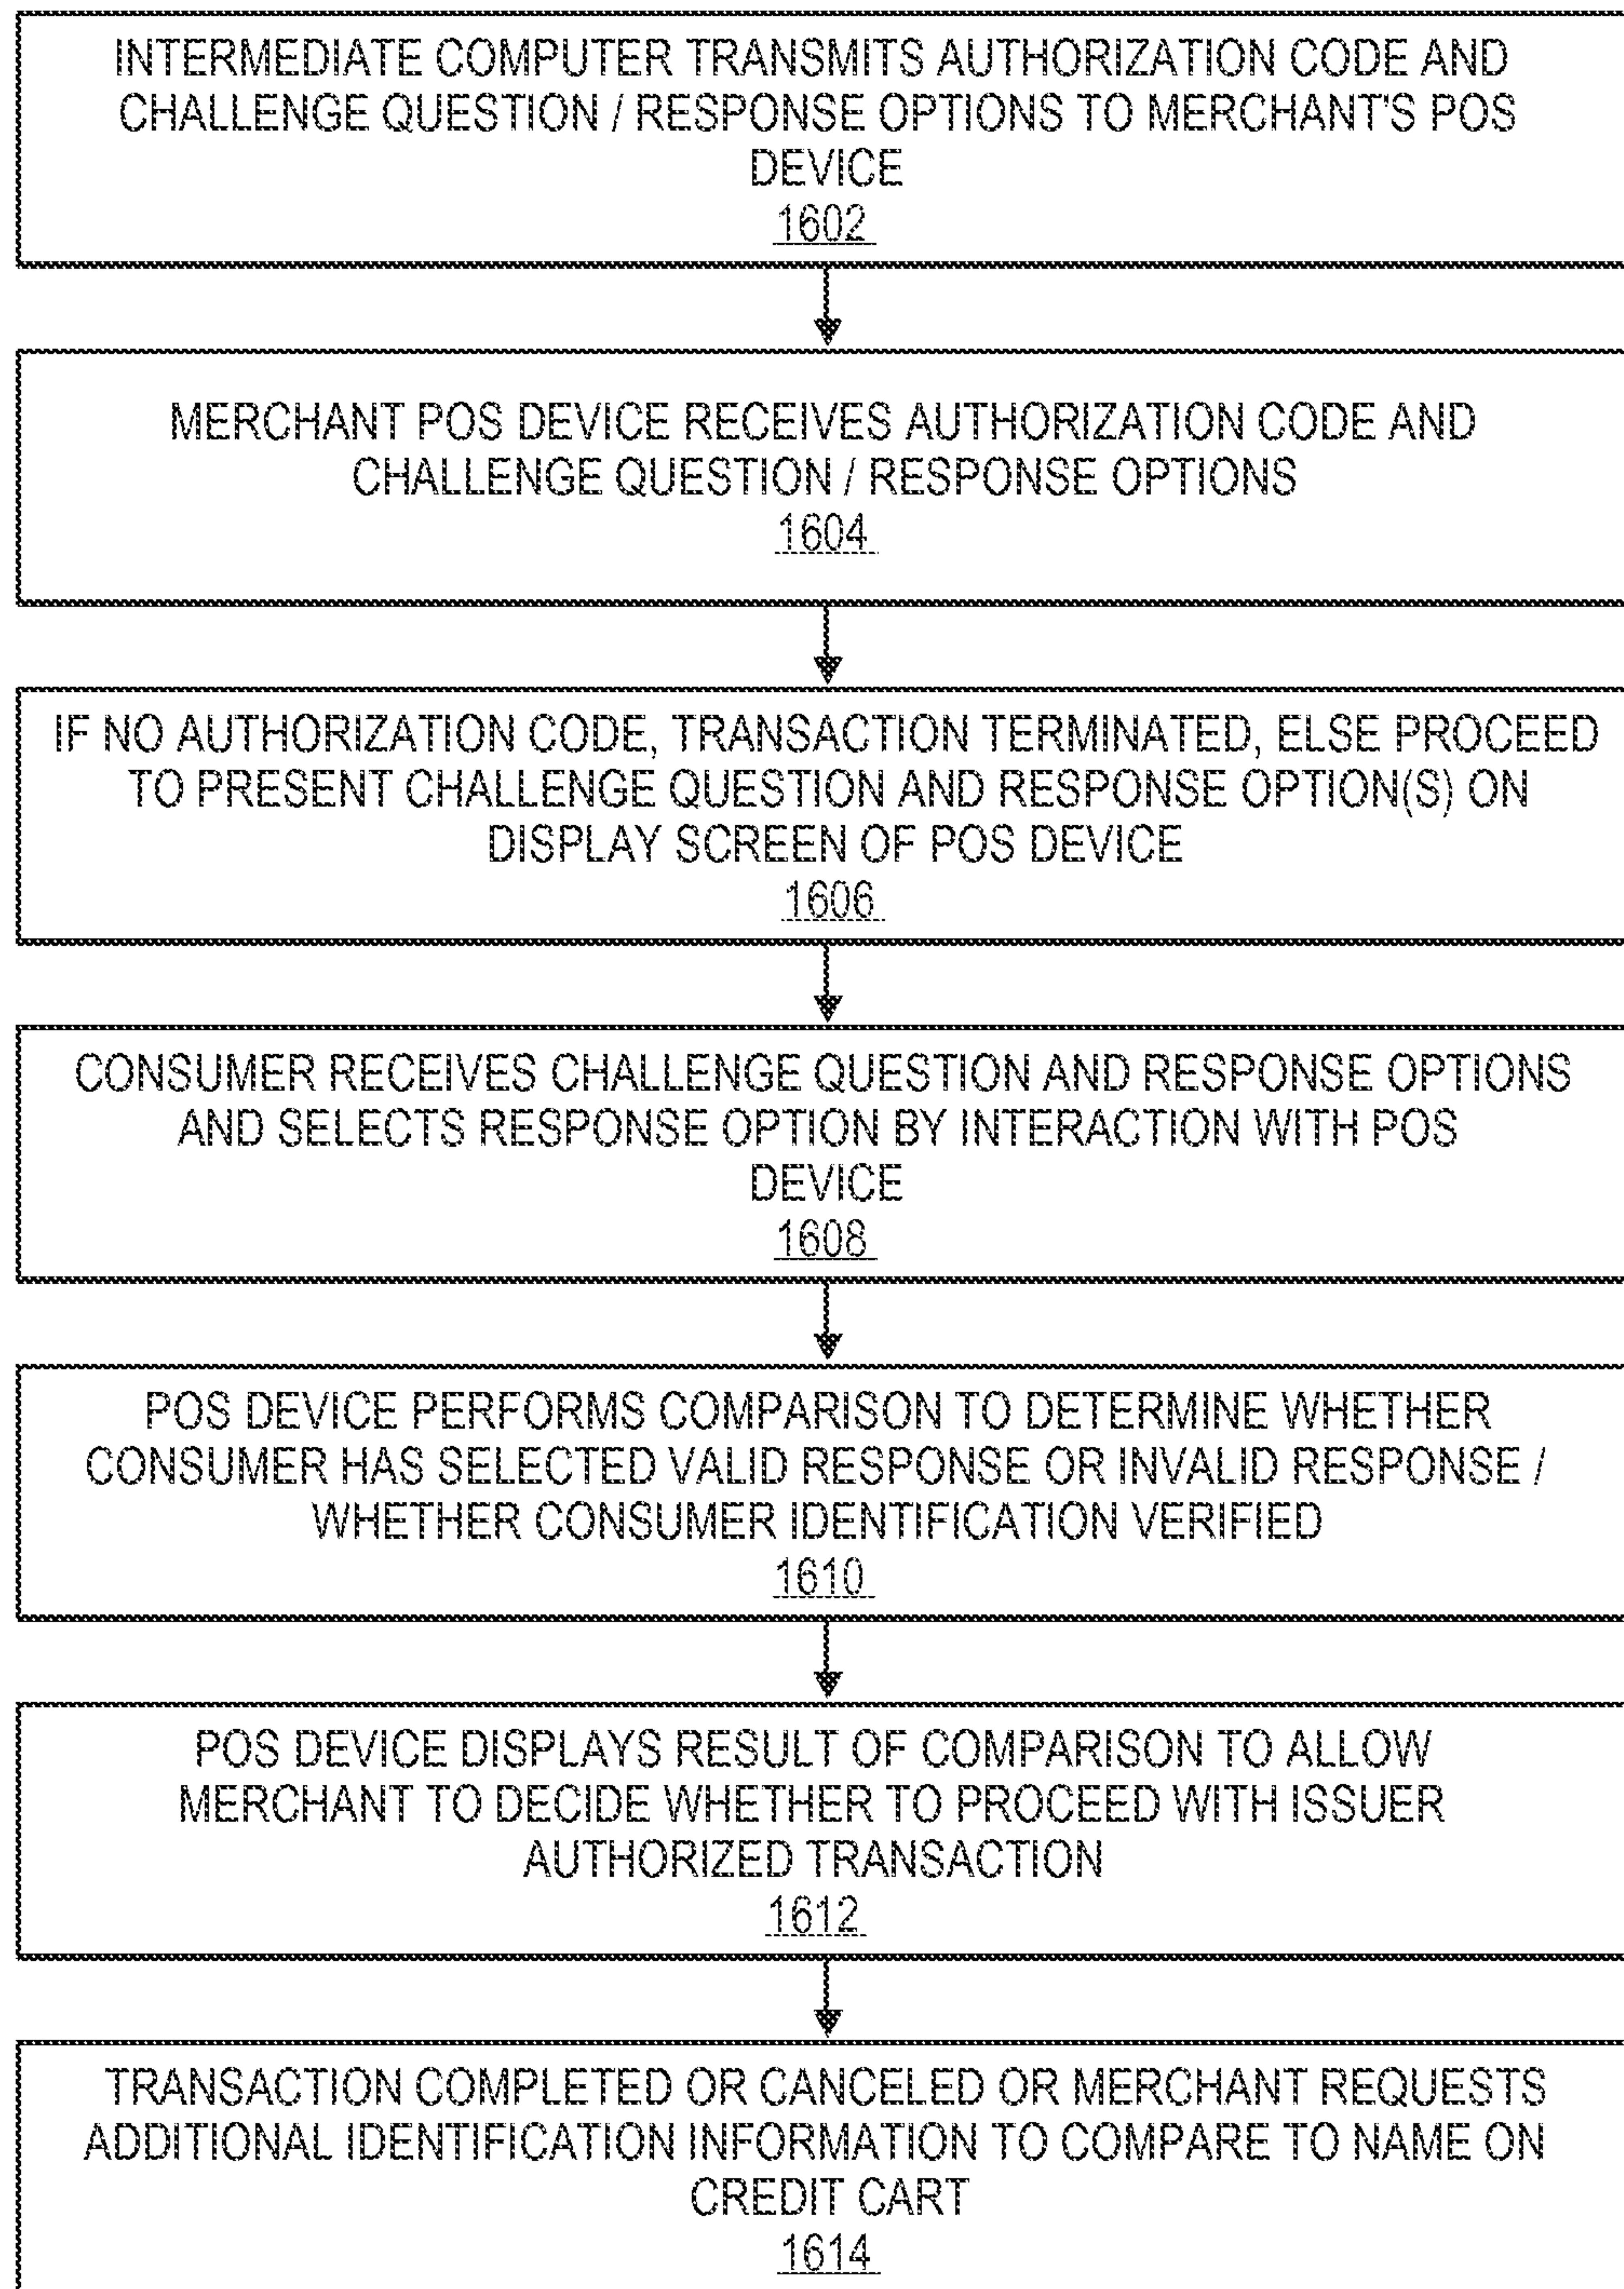 INTERMEDIATE COMPUTER TRANSMITS AUTHORIZATION CODE AND
CHALLENGE QUESTION / RESPONSE OPTIONS TO MERCHANT'S POS
DEVICE
1602
MERCHANT POS DEVICE RECEIVES AUTHORIZATION CODE AND
CHALLENGE QUESTION / RESPONSE OPTIONS
1604
IF NO AUTHORIZATION CODE, TRANSACTION TERMINATED, ELSE PROCEED
TO PRESENT CHALLENGE QUESTION AND RESPONSE OPTION(S) ON
DISPLAY SCREEN OF POS DEVICE
1606
CONSUMER RECEIVES CHALLENGE QUESTION AND RESPONSE OPTIONS
AND SELECTS RESPONSE OPTION BY INTERACTION WITH POS
DEVICE
1608
POS DEVICE PERFORMS COMPARISON TO DETERMINE WHETHER
CONSUMER HAS SELECTED VALID RESPONSE OR INVALID RESPONSE /
WHETHER CONSUMER IDENTIFICATION VERIFIED
1610
POS DEVICE DISPLAYS RESULT OF COMPARISON TO ALLOW
MERCHANT TO DECIDE WHETHER TO PROCEED WITH ISSUER
AUTHORIZED TRANSACTION
1612
TRANSACTION COMPLETED OR CANCELED OR MERCHANT REQUESTS
ADDITIONAL IDENTIFICATION INFORMATION TO COMPARE TO NAME ON
CREDIT CART
1614